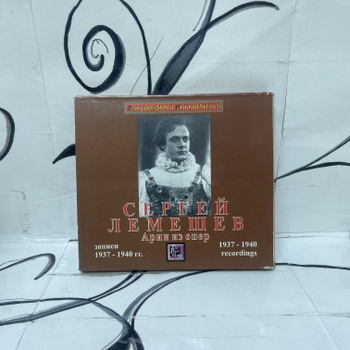 СЕРГЕЙ
ЛЕМЕШЕВ
Арии из опер
записи
1937 - 1940 гг.
1937 - 1940
recordings